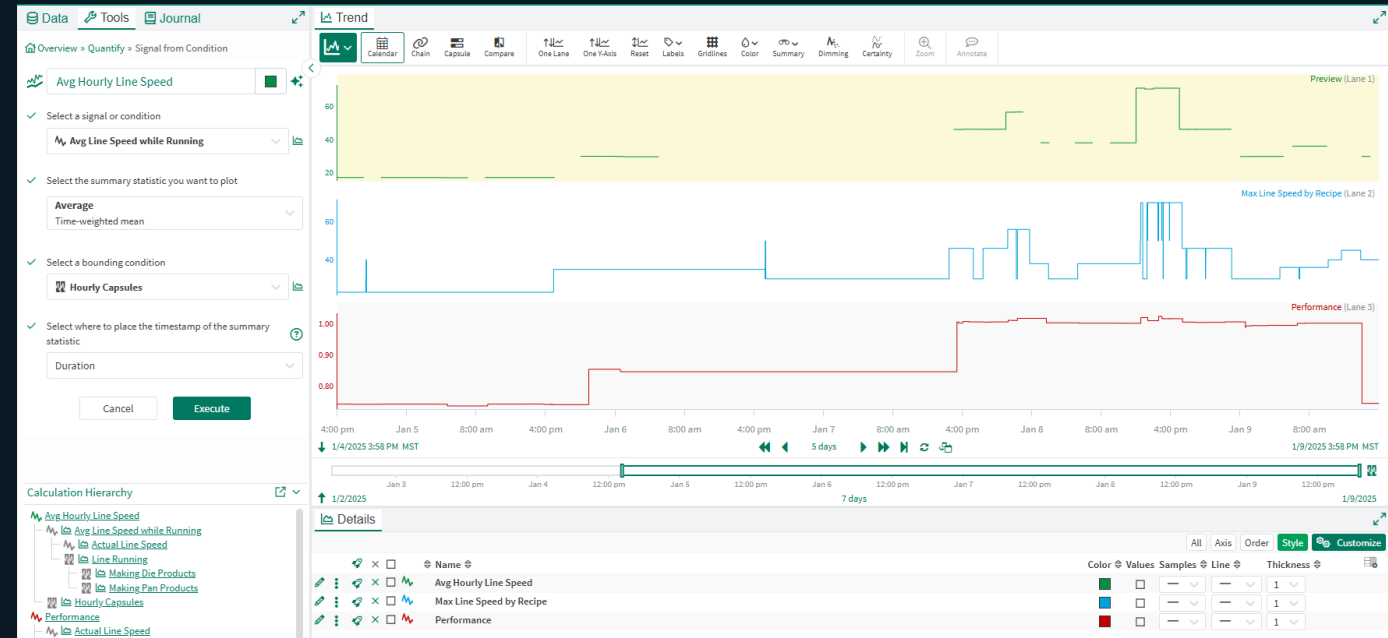 Data Tools Journal
Overview » Quantify » Signal from Condition
Avg Hourly Line Speed
Select a signal or condition
Avg Line Speed while Running
Select the summary statistic you want to plot
Average
Time-weighted mean
Select a bounding condition
Hourly Capsules
Select where to place the timestamp of the summary
statistic
?
Duration
Cancel Execute
Calculation Hierarchy
Avg Hourly Line Speed
Avg Line Speed while Running
Actual Line Speed
Line Running
Making Die Products
Making Pan Products
Hourly Capsules
Performance
Actual Line Speed
Trend
Calendar Chain Capsule Compare One Lane One Y-Axis Reset Labels Gridlines Color Summary Dimming Certainty Zoom Annotate
Preview (Lane 1)
60
40
20
Max Line Speed by Recipe (Lane 2)
60
40
Performance (Lane 3)
1.00
0.90
0.80
4:00 pm Jan 5 8:00 am 4:00 pm Jan 6 8:00 am 4:00 pm Jan 7 8:00 am 4:00 pm Jan 8 8:00 am 4:00 pm Jan 9 8:00 am
1/4/2025 3:58 PM MST 5 days 1/9/2025 3:58 PM MST
Jan 3 12:00 pm Jan 4 12:00 pm Jan 5 12:00 pm Jan 6 12:00 pm Jan 7 12:00 pm Jan 8 12:00 pm Jan 9 12:00 pm
1/2/2025 7 days 1/9/2025
Details
All Axis Order Style Customize
Name Color Values Samples Line Thickness
Avg Hourly Line Speed 1
Max Line Speed by Recipe 1
Performance 1